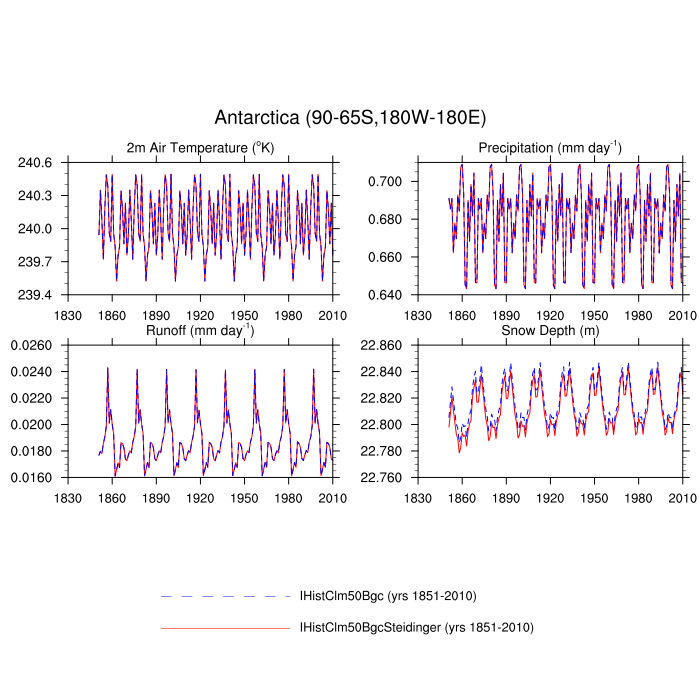 Antarctica (90-65S,180W-180E)
2m Air Temperature (°K)
Precipitation (mm day⁻¹)
240.6
240.3
240.0
239.7
239.4
1830 1860 1890 1920 1950 1980 2010
0.700
0.680
0.660
0.640
1830 1860 1890 1920 1950 1980 2010
Runoff (mm day⁻¹)
Snow Depth (m)
0.0260
0.0240
0.0220
0.0200
0.0180
0.0160
1830 1860 1890 1920 1950 1980 2010
22.860
22.840
22.820
22.800
22.780
22.760
1830 1860 1890 1920 1950 1980 2010
IHistClm50Bgc (yrs 1851-2010)
IHistClm50BgcSteidinger (yrs 1851-2010)